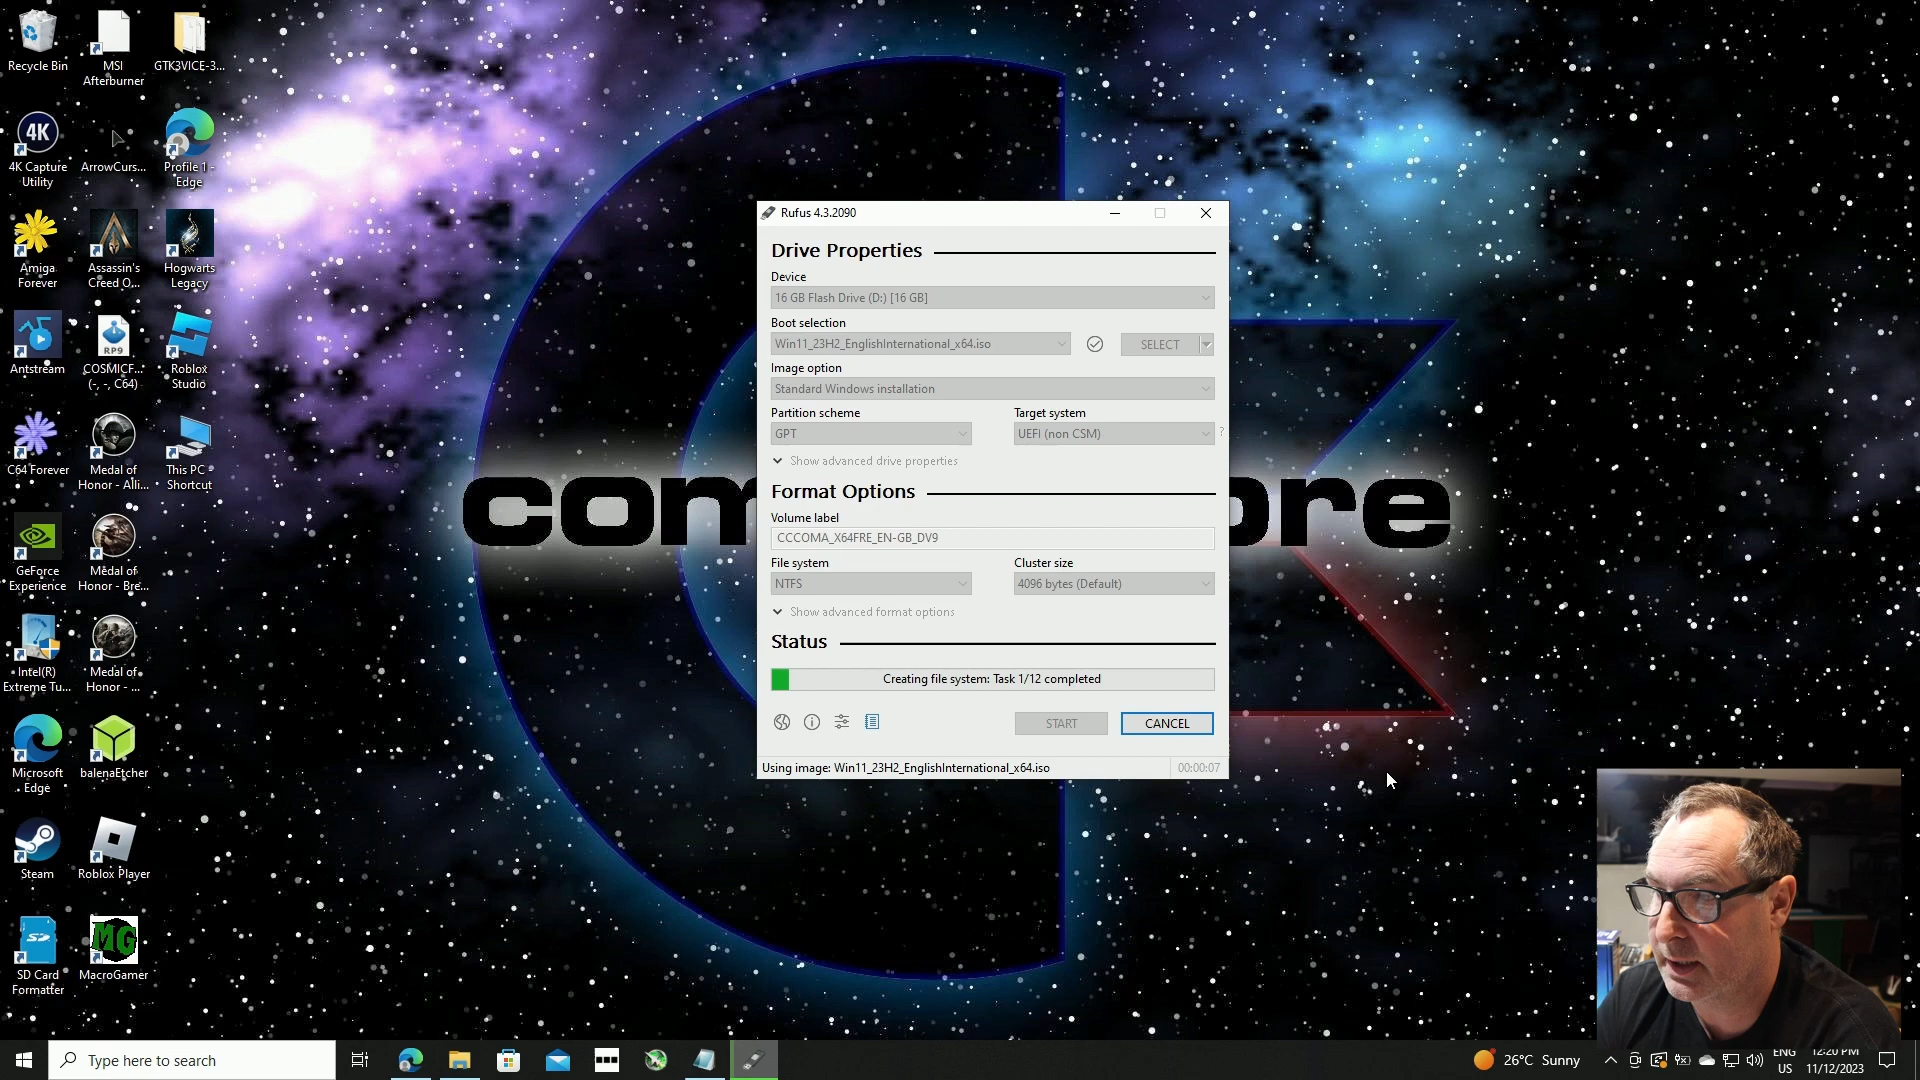 Recycle Bin
MSI
Afterburner
GTK3VICE-3...
4K
4K Capture
Utility
ArrowCurs...
Profile 1 -
Edge
Amiga
Forever
Assassin's
Creed O...
Hogwarts
Legacy
Antstream
RP9
COSMICF...
(-, -, C64)
Roblox
Studio
C64 Forever
Medal of
Honor - Alli...
This PC -
Shortcut
GeForce
Experience
Medal of
Honor - Bre...
Intel(R)
Extreme Tu...
Medal of
Honor - ...
Microsoft
Edge
balenaEtcher
Steam
Roblox Player
SD
SD Card
Formatter
MG
MacroGamer
com
ore
Rufus 4.3.2090
Drive Properties
Device
16 GB Flash Drive (D:) [16 GB]
Boot selection
Win11_23H2_EnglishInternational_x64.iso
SELECT
Image option
Standard Windows installation
Partition scheme
Target system
GPT
UEFI (non CSM)
?
Show advanced drive properties
Format Options
Volume label
CCCOMA_X64FRE_EN-GB_DV9
File system
Cluster size
NTFS
4096 bytes (Default)
Show advanced format options
Status
Creating file system: Task 1/12 completed
START
CANCEL
Using image: Win11_23H2_EnglishInternational_x64.iso
00:00:07
Type here to search
26°C Sunny
ENG
US
12:20 PM
11/12/2023